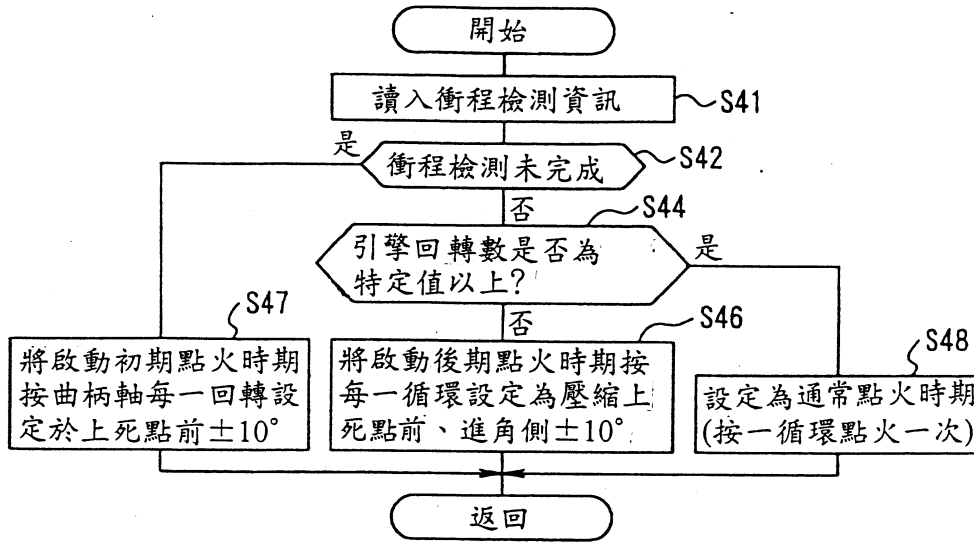 開始
讀入衝程檢測資訊
S41
是
衝程檢測未完成
S42
否
S44
引擎回轉數是否為
特定值以上?
是
否
S47
將啟動初期點火時期
按曲柄軸每一回轉設
定於上死點前±10°
S46
將啟動後期點火時期按
每一循環設定為壓縮上
死點前、進角側±10°
S48
設定為通常點火時期
(按一循環點火一次)
返回